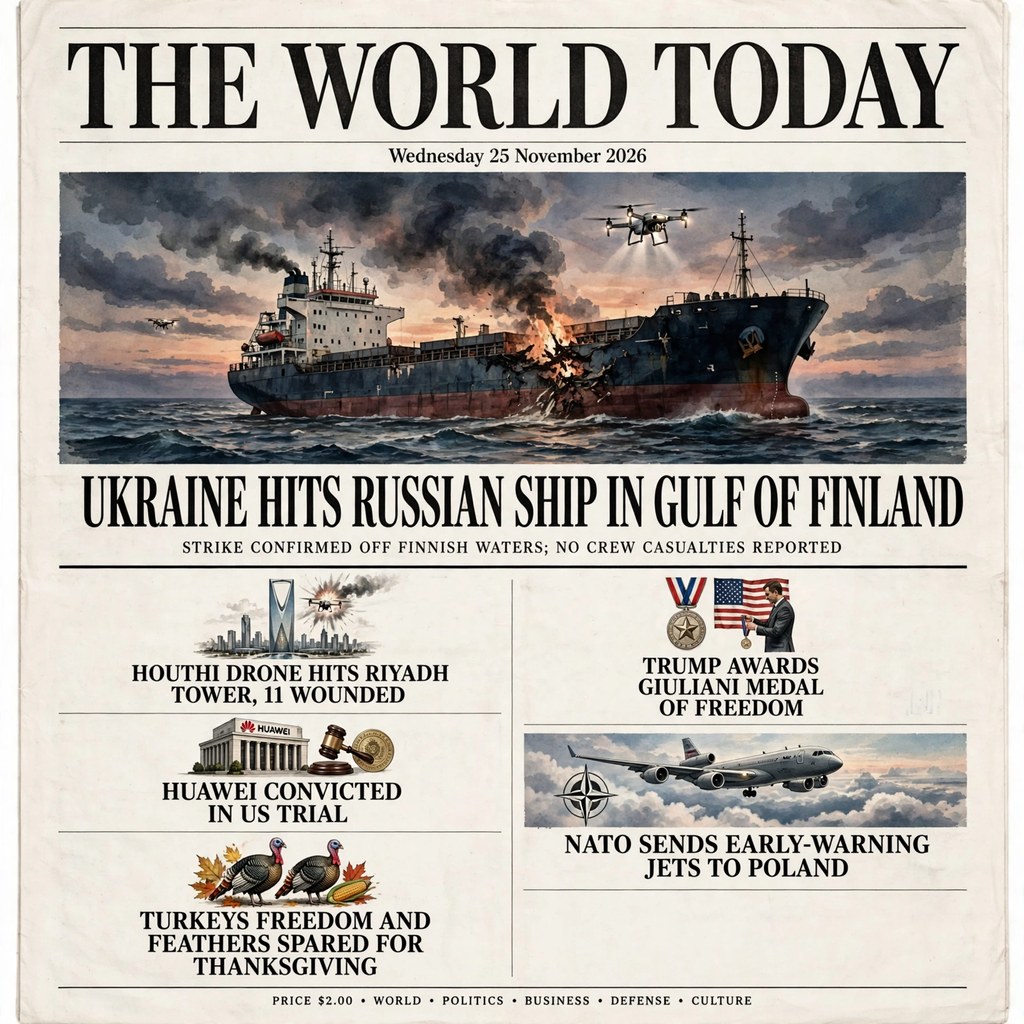 THE WORLD TODAY
Wednesday 25 November 2026
UKRAINE HITS RUSSIAN SHIP IN GULF OF FINLAND
STRIKE CONFIRMED OFF FINNISH WATERS; NO CREW CASUALTIES REPORTED
HOUTHI DRONE HITS RIYADH
TOWER, 11 WOUNDED
HUAWEI
HUAWEI CONVICTED
IN US TRIAL
TURKEYS FREEDOM AND
FEATHERS SPARED FOR
THANKSGIVING
TRUMP AWARDS
GIULIANI MEDAL
OF FREEDOM
NATO SENDS EARLY-WARNING
JETS TO POLAND
PRICE $2.00 • WORLD • POLITICS • BUSINESS • DEFENSE • CULTURE